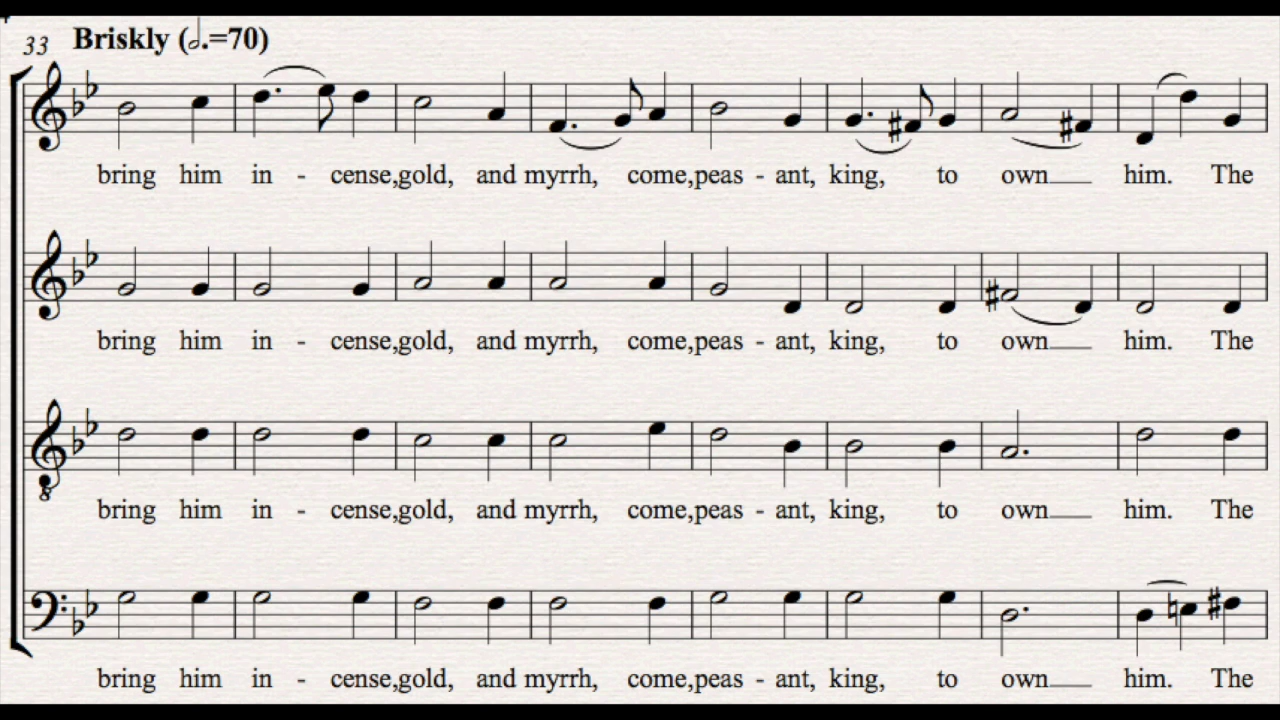 33 Briskly (𝅗𝅥.=70)
bring him in - cense,gold, and myrrh, come,peas - ant, king, to own him. The
bring him in - cense,gold, and myrrh, come,peas - ant, king, to own him. The
8
bring him in - cense,gold, and myrrh, come,peas - ant, king, to own him. The
bring him in - cense,gold, and myrrh, come,peas - ant, king, to own him. The